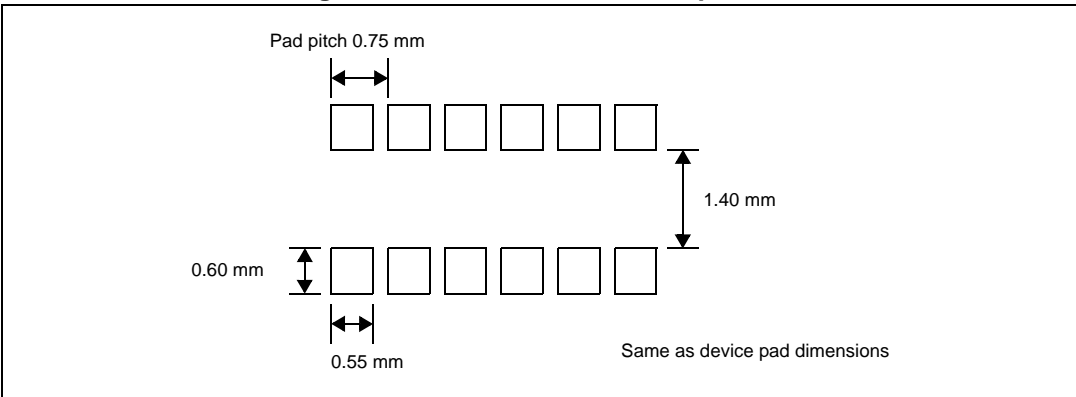 Pad pitch 0.75 mm
1.40 mm
0.60 mm
0.55 mm
Same as device pad dimensions